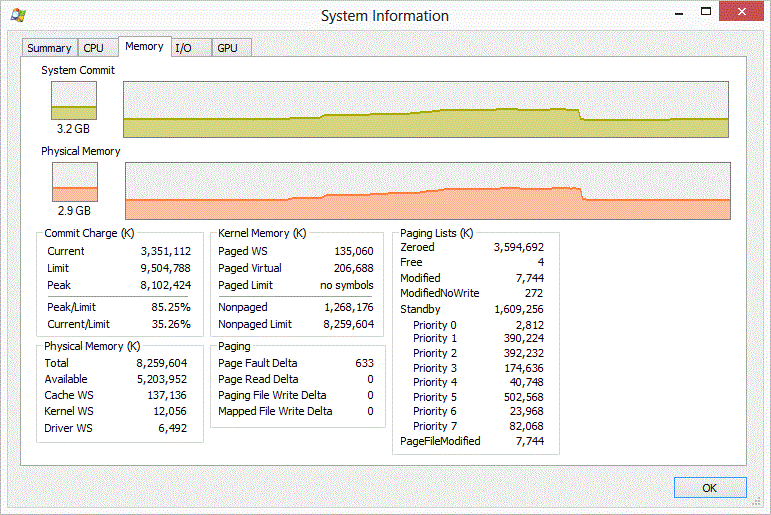 System Information
Summary CPU Memory I/O GPU
System Commit
3.2 GB
Physical Memory
2.9 GB
Commit Charge (K)
Current 3,351,112
Limit 9,504,788
Peak 8,102,424
Peak/Limit 85.25%
Current/Limit 35.26%
Physical Memory (K)
Total 8,259,604
Available 5,203,952
Cache WS 137,136
Kernel WS 12,056
Driver WS 6,492
Kernel Memory (K)
Paged WS 135,060
Paged Virtual 206,688
Paged Limit no symbols
Nonpaged 1,268,176
Nonpaged Limit 8,259,604
Paging
Page Fault Delta 633
Page Read Delta 0
Paging File Write Delta 0
Mapped File Write Delta 0
Paging Lists (K)
Zeroed 3,594,692
Free 4
Modified 7,744
ModifiedNoWrite 272
Standby 1,609,256
Priority 0 2,812
Priority 1 390,224
Priority 2 392,232
Priority 3 174,636
Priority 4 40,748
Priority 5 502,568
Priority 6 23,968
Priority 7 82,068
PageFileModified 7,744
OK